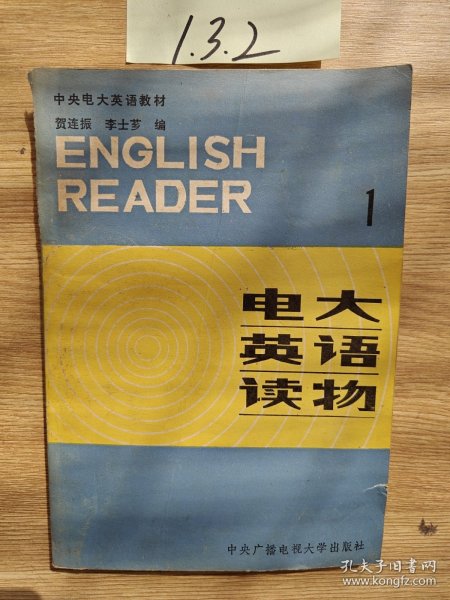 1.3.2
中央电大英语教材
贺连振 李士芗 编
ENGLISH
READER
1
电大
英语
读物
中央广播电视大学出版社
孔夫子旧书网
www.kongfz.com